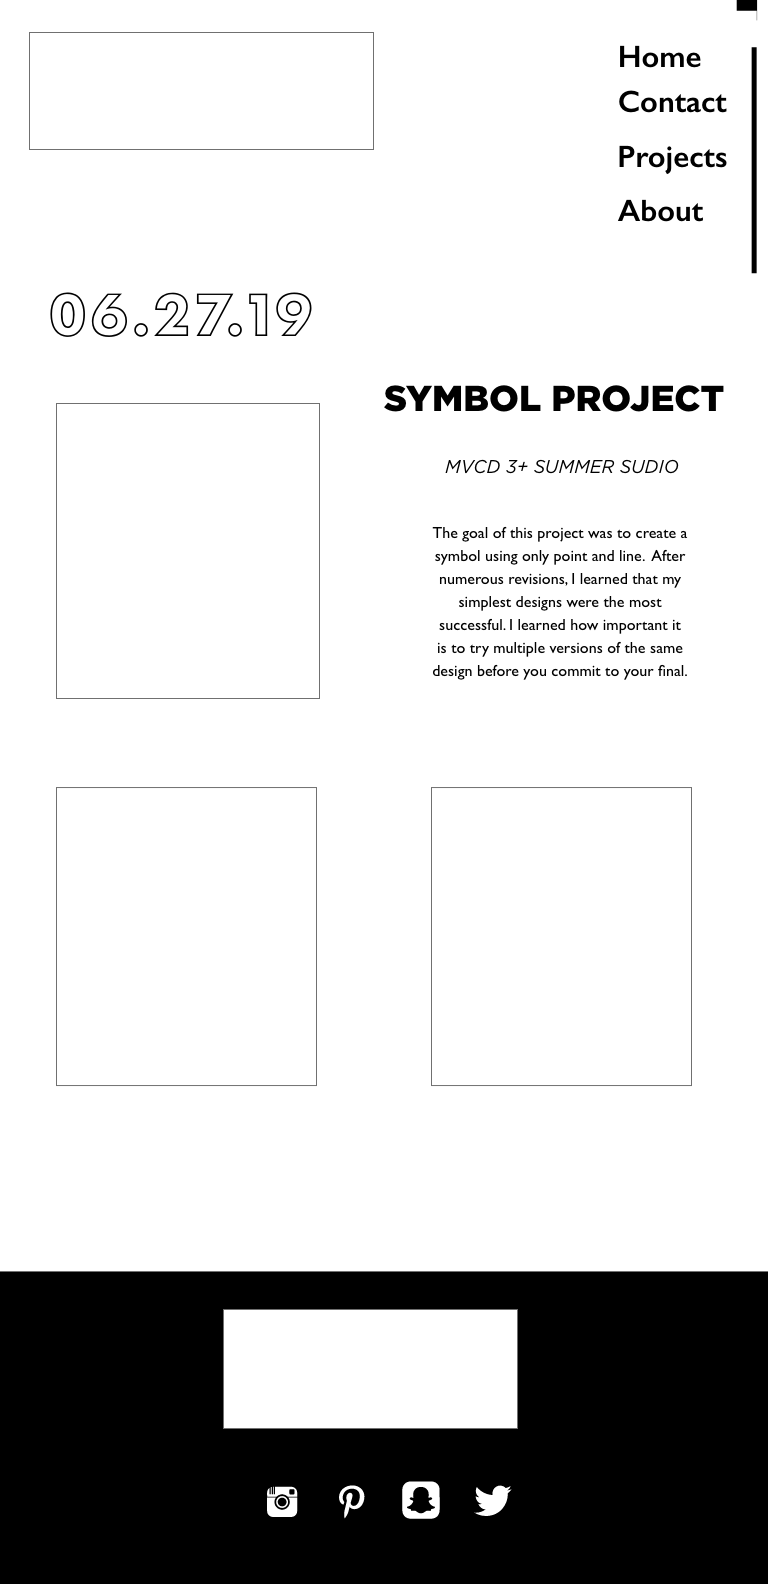 Home
Contact
Projects
About
06.27.19
SYMBOL PROJECT
MVCD 3+ SUMMER SUDIO
The goal of this project was to create a
symbol using only point and line. After
numerous revisions, I learned that my
simplest designs were the most
successful. I learned how important it
is to try multiple versions of the same
design before you commit to your final.